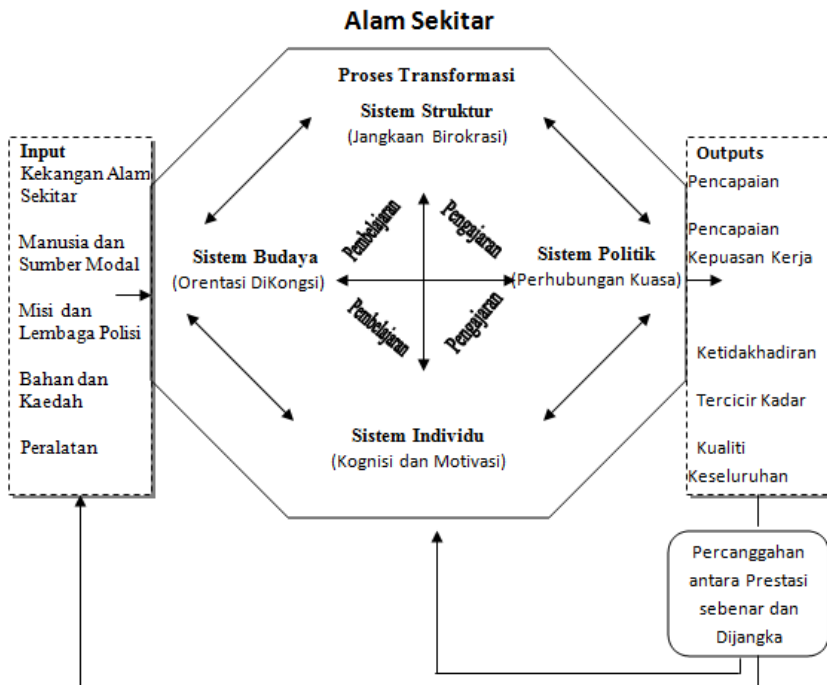 Alam Sekitar
Proses Transformasi
Sistem Struktur
(Jangkaan Birokrasi)
Input
Kekangan Alam
Sekitar
Manusia dan
Sumber Modal
Misi dan
Lembaga Polisi
Bahan dan
Kaedah
Peralatan
Sistem Budaya
(Orentasi DiKongsi)
Pembelajaran
Pengajaran
Pembelajaran
Pengajaran
Sistem Politik
(Perhubungan Kuasa)
Sistem Individu
(Kognisi dan Motivasi)
Outputs
Pencapaian
Pencapaian
Kepuasan Kerja
Ketidakhadiran
Tercicir Kadar
Kualiti
Keseluruhan
Percanggahan
antara Prestasi
sebenar dan
Dijangka